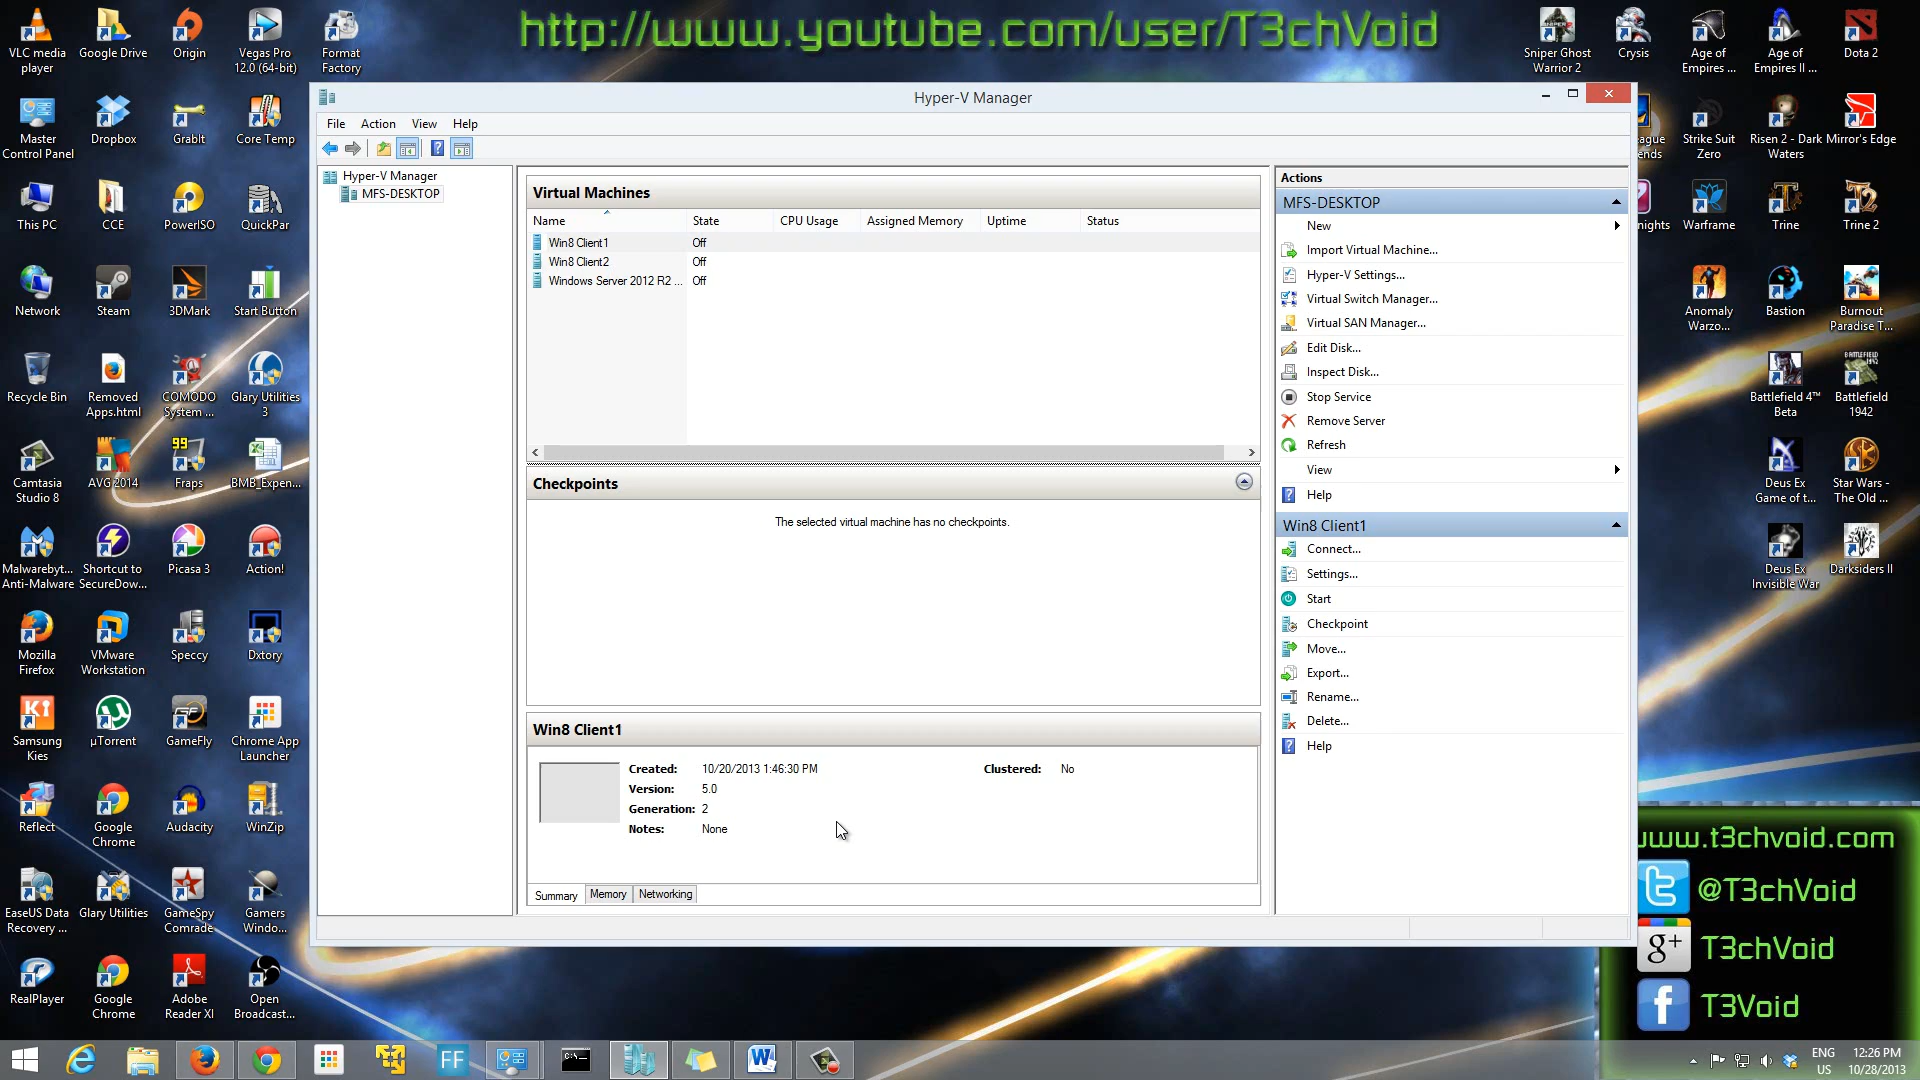 http://www.youtube.com/user/T3chVoid
VLC media player
Google Drive
Origin
Vegas Pro 12.0 (64-bit)
Format Factory
Sniper Ghost Warrior 2
Crysis
Age of Empires ...
Age of Empires II ...
Dota 2
Master Control Panel
Dropbox
GrabIt
Core Temp
Strike Suit Zero
Risen 2 - Dark Waters
Mirror's Edge
This PC
CCE
PowerISO
QuickPar
Warframe
Trine
Trine 2
Network
Steam
3DMark
Start Button
Anomaly Warzo...
Bastion
Burnout Paradise T...
Recycle Bin
Removed Apps.html
COMODO System ...
Glary Utilities 3
Battlefield 4™ Beta
Battlefield 1942
Camtasia Studio 8
AVG 2014
Fraps
BMB_Expen...
Deus Ex Game of t...
Star Wars - The Old ...
Malwarebyt... Anti-Malware
Shortcut to SecureDow...
Picasa 3
Action!
Deus Ex Invisible War
Darksiders II
Mozilla Firefox
VMware Workstation
Speccy
Dxtory
Samsung Kies
µTorrent
GameFly
Chrome App Launcher
Reflect
Google Chrome
Audacity
WinZip
EaseUS Data Recovery ...
Glary Utilities
GameSpy Comrade
Gamers Windo...
RealPlayer
Google Chrome
Adobe Reader XI
Open Broadcast...
Hyper-V Manager
File Action View Help
Hyper-V Manager
MFS-DESKTOP
Virtual Machines
Name State CPU Usage Assigned Memory Uptime Status
Win8 Client1 Off
Win8 Client2 Off
Windows Server 2012 R2 ... Off
Checkpoints
The selected virtual machine has no checkpoints.
Win8 Client1
Created: 10/20/2013 1:46:30 PM Clustered: No
Version: 5.0
Generation: 2
Notes: None
Summary Memory Networking
Actions
MFS-DESKTOP
New
Import Virtual Machine...
Hyper-V Settings...
Virtual Switch Manager...
Virtual SAN Manager...
Edit Disk...
Inspect Disk...
Stop Service
Remove Server
Refresh
View
Help
Win8 Client1
Connect...
Settings...
Start
Checkpoint
Move...
Export...
Rename...
Delete...
Help
www.t3chvoid.com
@T3chVoid
T3chVoid
T3Void
ENG 12:26 PM
US 10/28/2013